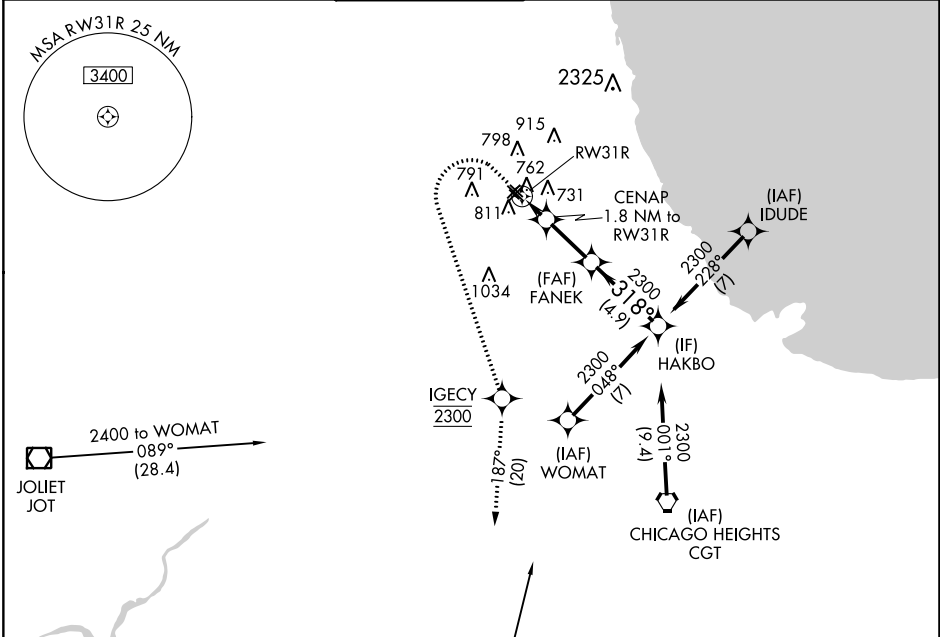 MSA RW31R 25 NM
3400
2325
915
798
RW31R
762
791
731
811
CENAP
1.8 NM to
RW31R
(IAF)
IDUDE
2300
228°
(7)
1034
(FAF)
FANEK
2300
318°
(4.9)
(IF)
HAKBO
2300
048°
(7)
IGECY
2300
(IAF)
WOMAT
2300
001°
(9.4)
2400 to WOMAT
089°
(28.4)
JOLIET
JOT
187°
(20)
(IAF)
CHICAGO HEIGHTS
CGT